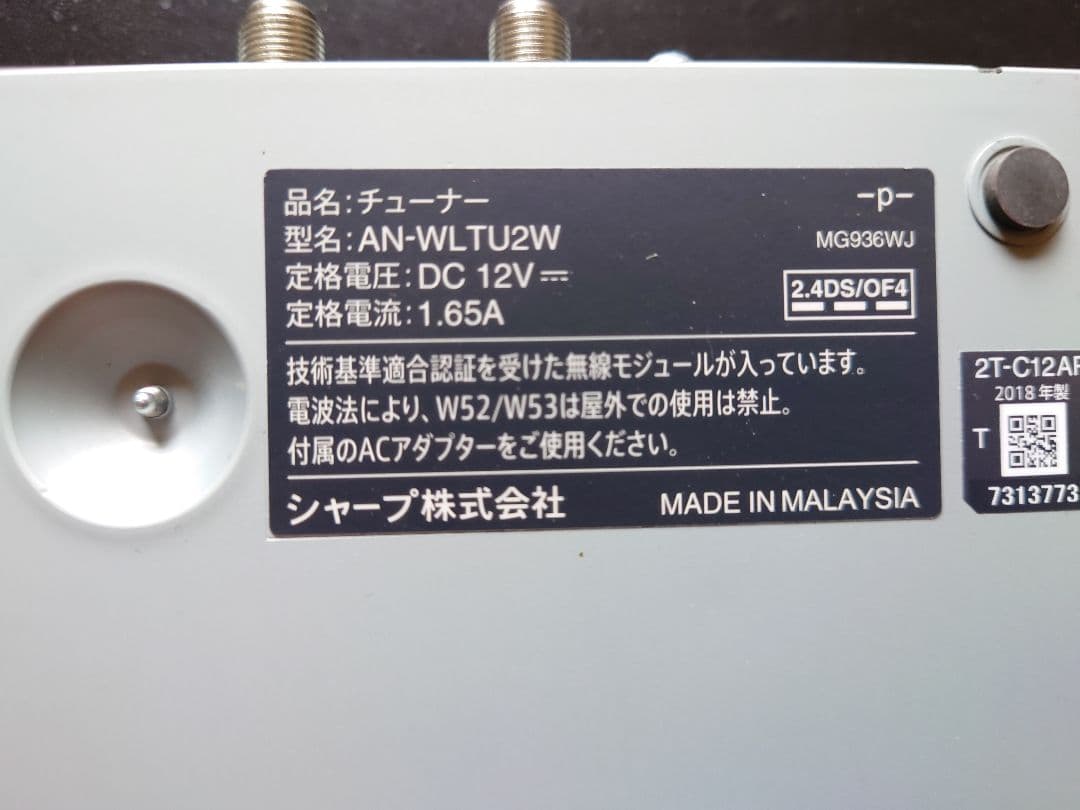 品名:チューナー
-p-
型名:AN-WLTU2W
MG936WJ
定格電圧:DC 12V⎓
2.4DS/OF4
定格電流:1.65A
技術基準適合認証を受けた無線モジュールが入っています。
電波法により、W52/W53は屋外での使用は禁止。
付属のACアダプターをご使用ください。
シャープ株式会社
MADE IN MALAYSIA
2T-C12AF
2018 年製
T
7313773